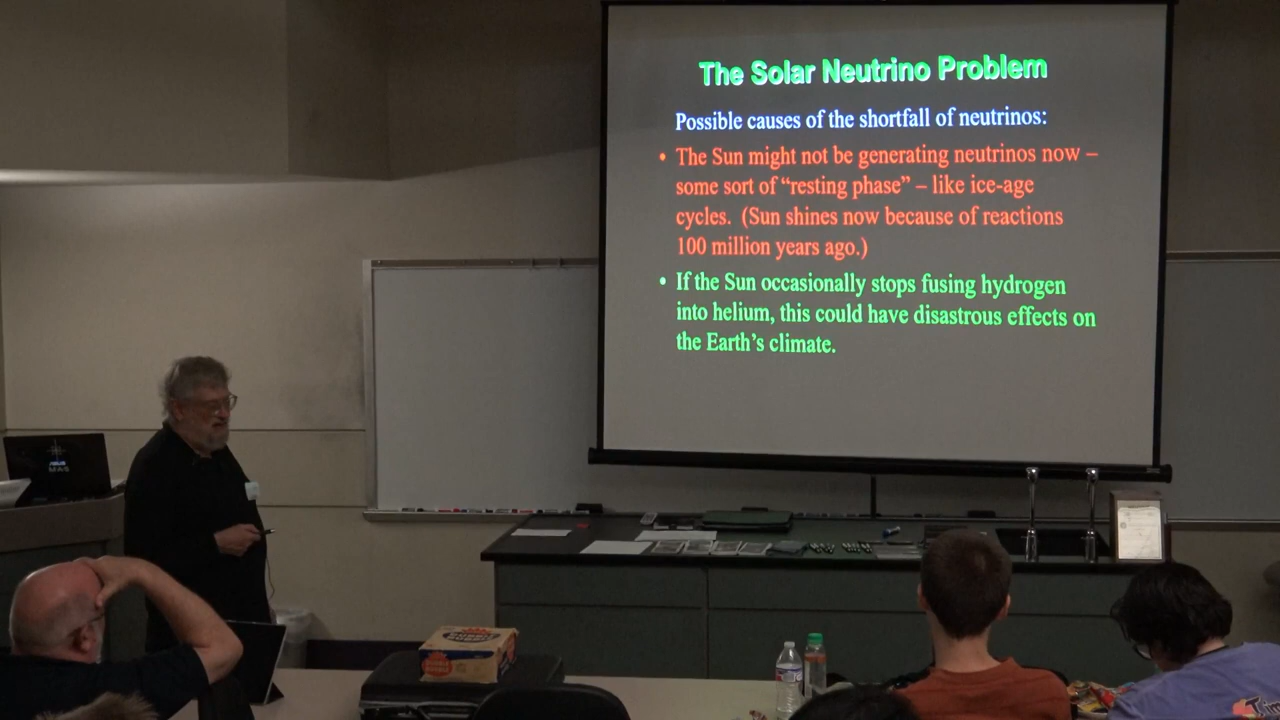 The Solar Neutrino Problem
Possible causes of the shortfall of neutrinos:
• The Sun might not be generating neutrinos now –
some sort of “resting phase” – like ice-age
cycles. (Sun shines now because of reactions
100 million years ago.)
• If the Sun occasionally stops fusing hydrogen
into helium, this could have disastrous effects on
the Earth’s climate.